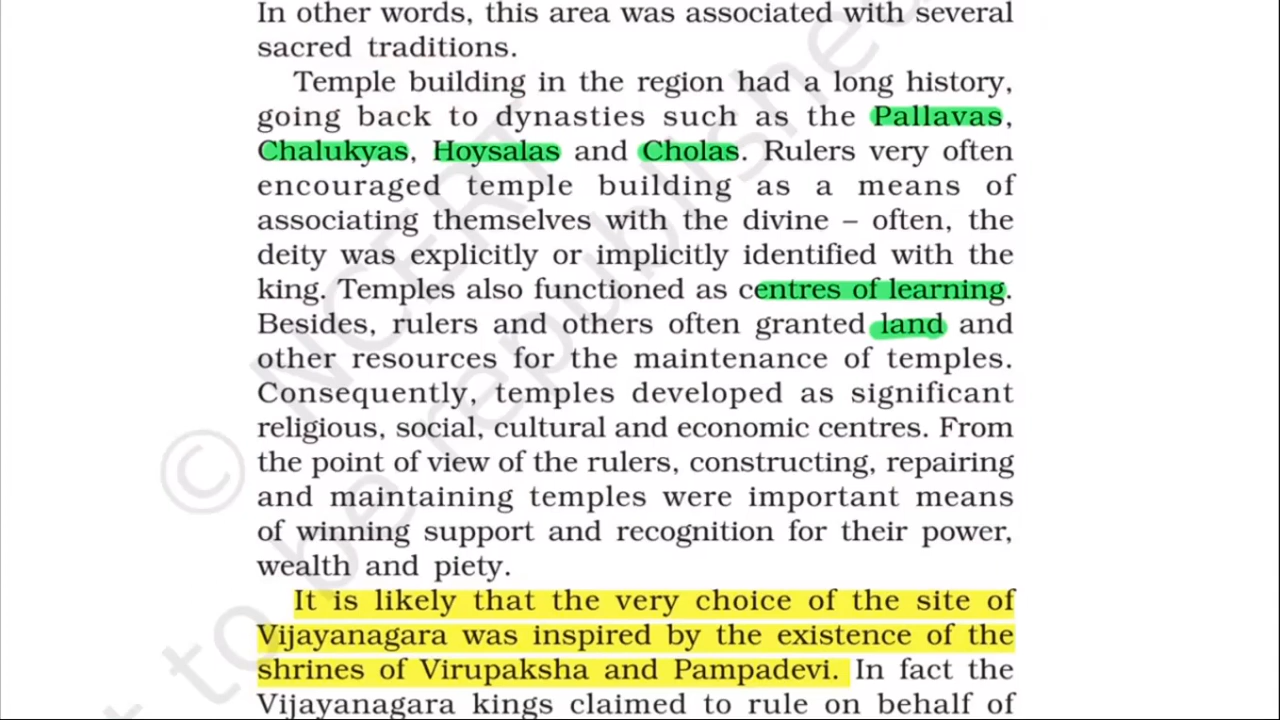 In other words, this area was associated with several
sacred traditions.
Temple building in the region had a long history,
going back to dynasties such as the Pallavas,
Chalukyas, Hoysalas and Cholas. Rulers very often
encouraged temple building as a means of
associating themselves with the divine – often, the
deity was explicitly or implicitly identified with the
king. Temples also functioned as centres of learning.
Besides, rulers and others often granted land and
other resources for the maintenance of temples.
Consequently, temples developed as significant
religious, social, cultural and economic centres. From
the point of view of the rulers, constructing, repairing
and maintaining temples were important means
of winning support and recognition for their power,
wealth and piety.
It is likely that the very choice of the site of
Vijayanagara was inspired by the existence of the
shrines of Virupaksha and Pampadevi. In fact the
Vijayanagara kings claimed to rule on behalf of
© NCERT
to be republished